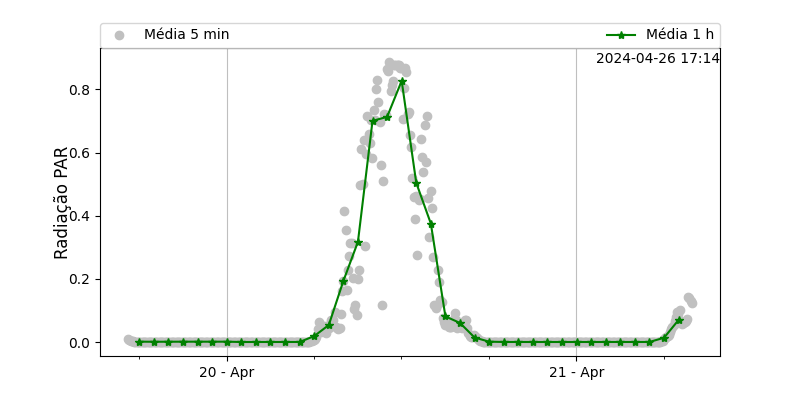 Média 5 min
Média 1 h
2024-04-26 17:14
Radiação PAR
0.8
0.6
0.4
0.2
0.0
20 - Apr
21 - Apr